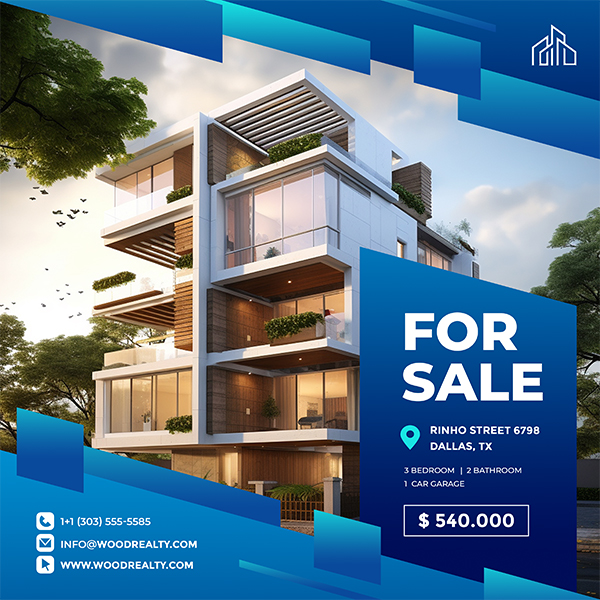 FOR
SALE
RINHO STREET 6798
DALLAS, TX
3 BEDROOM | 2 BATHROOM
1 CAR GARAGE
$ 540.000
1+1 (303) 555-5585
INFO@WOODREALTY.COM
WWW.WOODREALTY.COM